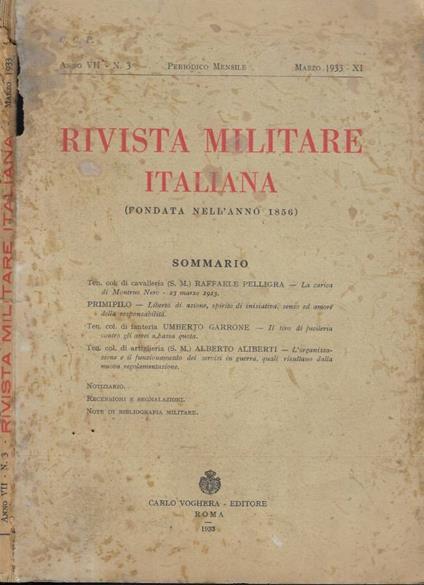 C. C. P.
ANNO VII - N. 3 PERIODICO MENSILE MARZO 1933 - XI
RIVISTA MILITARE
ITALIANA
(FONDATA NELL'ANNO 1856)
SOMMARIO
Ten. col. di cavalleria (S. M.) RAFFAELE PELLIGRA — La carica
di Monteru Nero - 23 marzo 1913.
PRIMIPILO — Libertà di azione, spirito di iniziativa, senso ed amore
della responsabilità.
Ten. col. di fanteria UMBERTO GARRONE — Il tiro di fucileria
contro gli aerei a bassa quota.
Ten. col. di artiglieria (S. M.) ALBERTO ALIBERTI — L'organizza-
zione e il funzionamento dei servizi in guerra, quali risultano dalla
nuova regolamentazione.
NOTIZIARIO.
RECENSIONI E SEGNALAZIONI.
NOTE DI BIBLIOGRAFIA MILITARE.
CARLO VOGHERA - EDITORE
ROMA
1933
ANNO VII - N. 3 - RIVISTA MILITARE ITALIANA - MARZO 1933